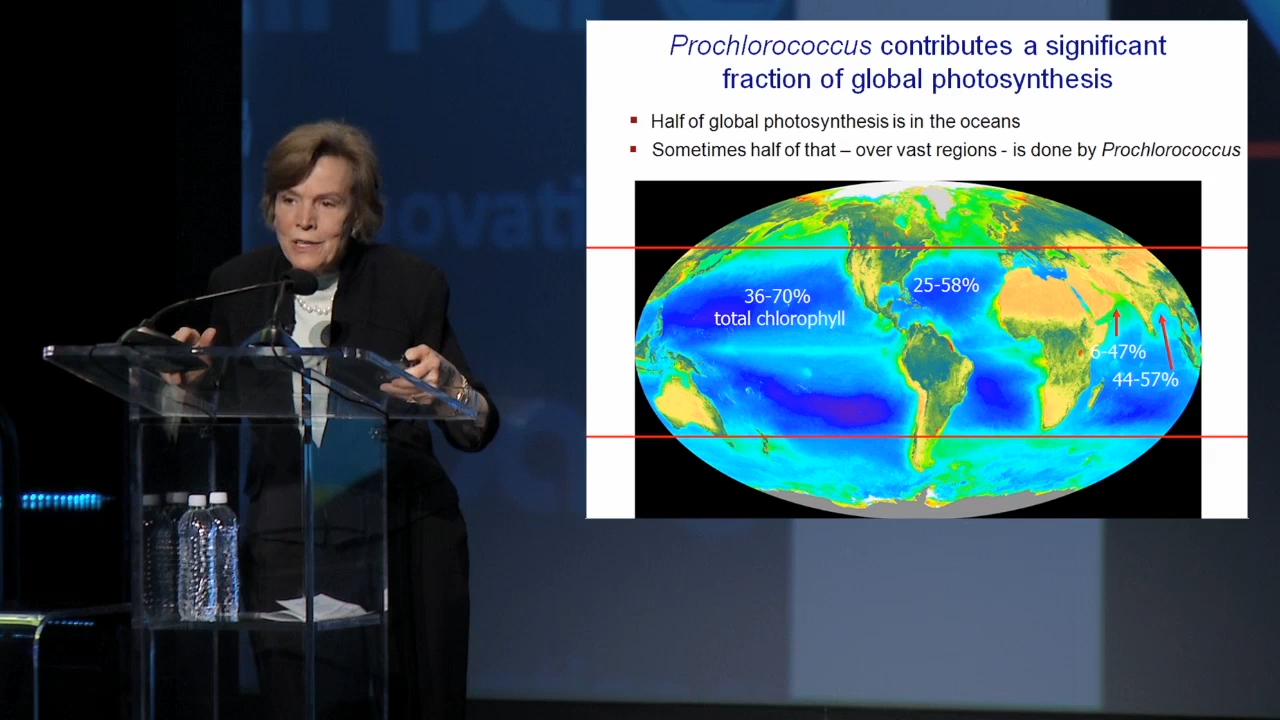 Prochlorococcus contributes a significant
fraction of global photosynthesis
▪ Half of global photosynthesis is in the oceans
▪ Sometimes half of that – over vast regions - is done by Prochlorococcus
36-70%
total chlorophyll
25-58%
6-47%
44-57%